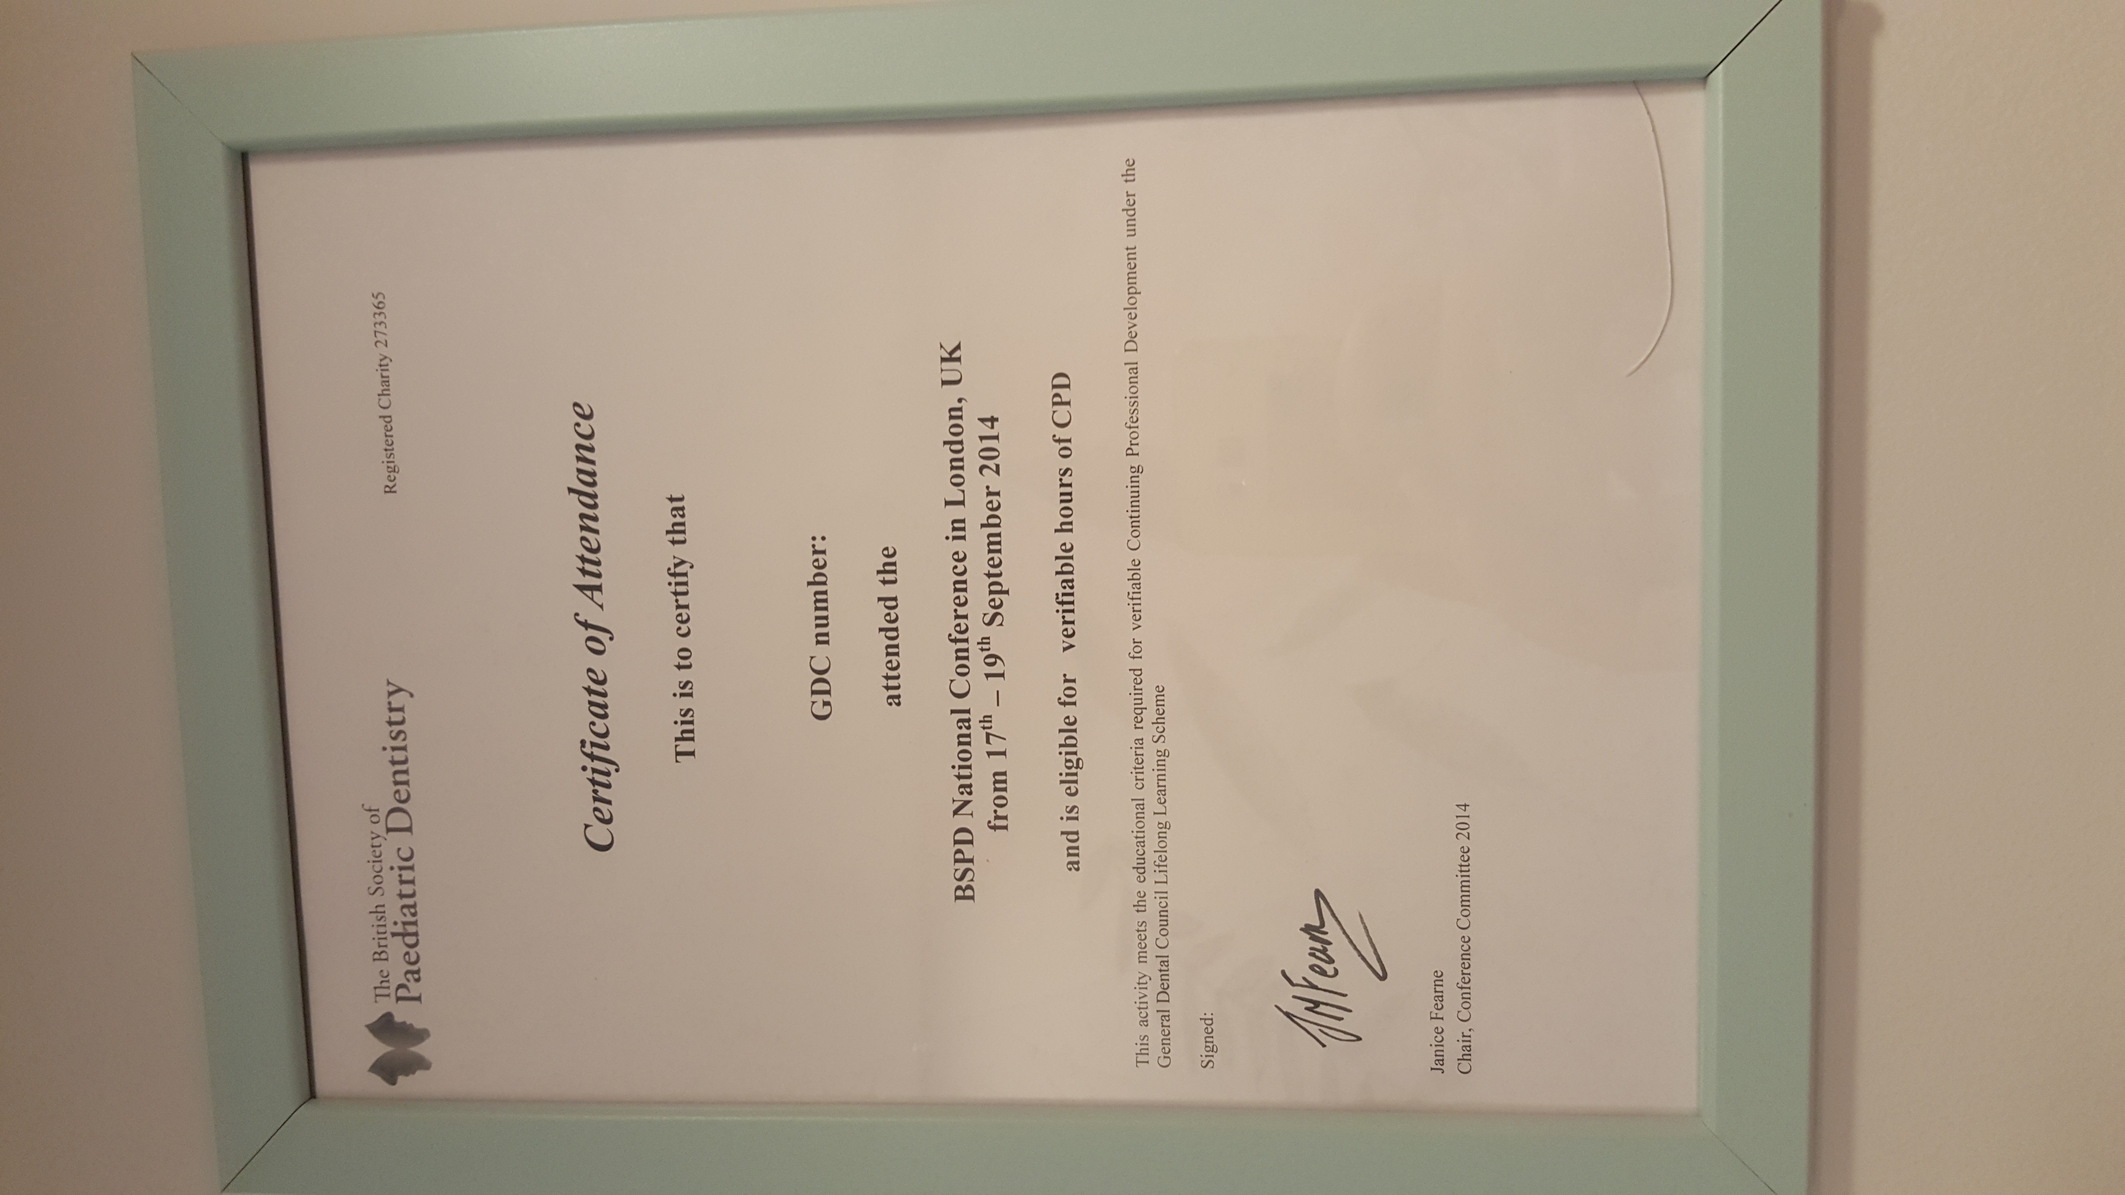 The British Society of
Paediatric Dentistry
Registered Charity 273365
Certificate of Attendance
This is to certify that
GDC number:
attended the
BSPD National Conference in London, UK
from 17th – 19th September 2014
and is eligible for verifiable hours of CPD
This activity meets the educational criteria required for verifiable Continuing Professional Development under the
General Dental Council Lifelong Learning Scheme
Signed:
JMFearne
Janice Fearne
Chair, Conference Committee 2014